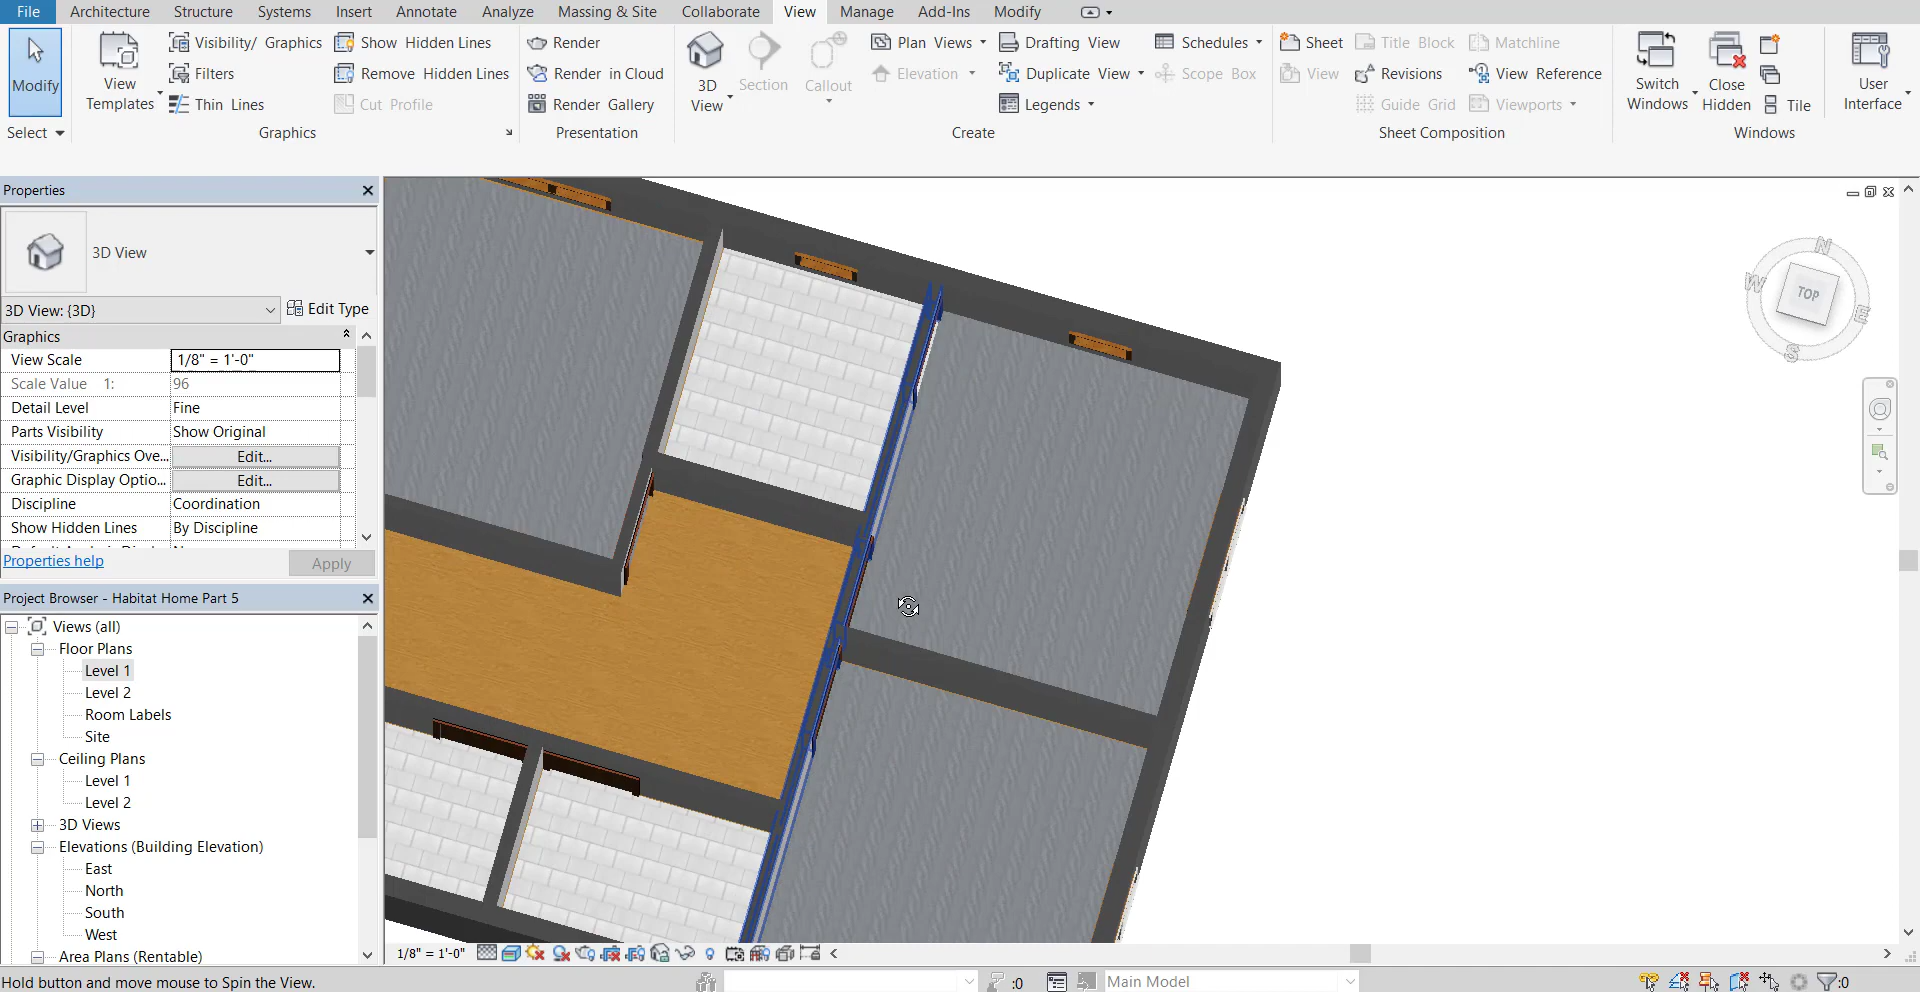 File Architecture Structure Systems Insert Annotate Analyze Massing & Site Collaborate View Manage Add-Ins Modify
Modify
Select
View
Templates
Visibility/ Graphics
Filters
Thin Lines
Show Hidden Lines
Remove Hidden Lines
Cut Profile
Graphics
Render
Render in Cloud
Render Gallery
Presentation
3D
View
Section
Callout
Plan Views
Elevation
Drafting View
Duplicate View
Legends
Schedules
Scope Box
Create
Sheet
View
Title Block
Revisions
Guide Grid
Matchline
View Reference
Viewports
Sheet Composition
Switch
Windows
Close
Hidden
Tile
Windows
User
Interface
Properties
3D View
3D View: {3D}
Edit Type
Graphics
View Scale 1/8" = 1'-0"
Scale Value 1: 96
Detail Level Fine
Parts Visibility Show Original
Visibility/Graphics Ove... Edit...
Graphic Display Optio... Edit...
Discipline Coordination
Show Hidden Lines By Discipline
Properties help
Apply
Project Browser - Habitat Home Part 5
Views (all)
Floor Plans
Level 1
Level 2
Room Labels
Site
Ceiling Plans
Level 1
Level 2
3D Views
Elevations (Building Elevation)
East
North
South
West
Area Plans (Rentable)
N
W
TOP
E
S
1/8" = 1'-0"
Hold button and move mouse to Spin the View.
:0
Main Model
:0